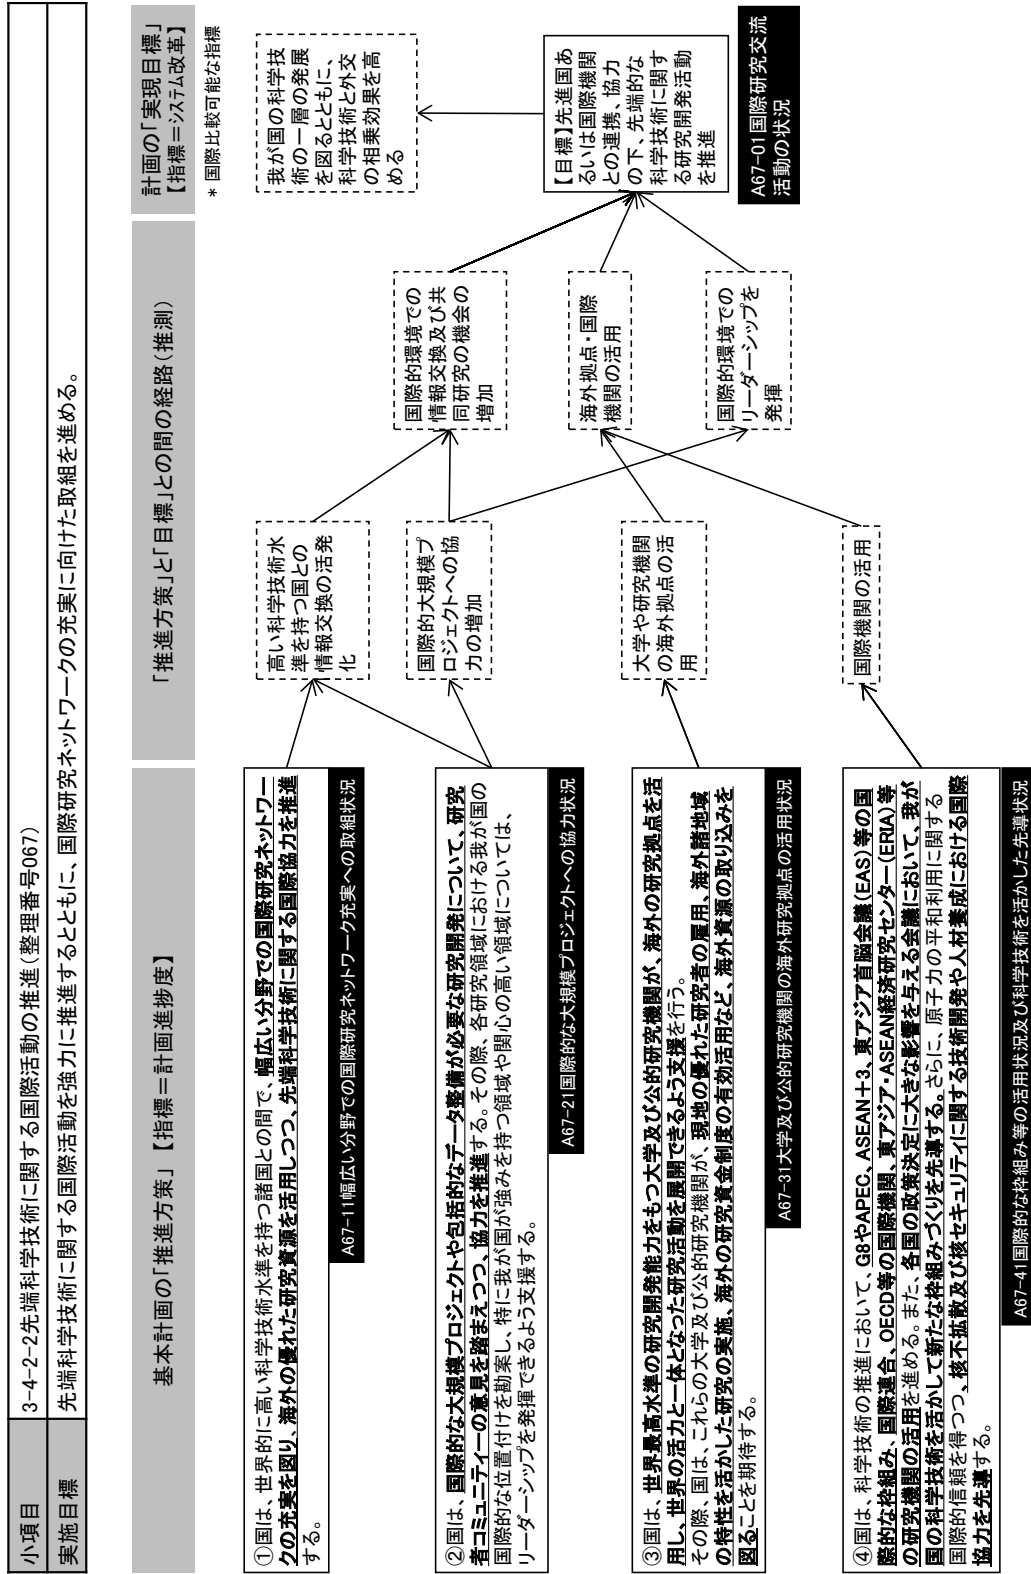 小項目
3-4-2-2先端科学技術に関する国際活動の推進(整理番号067)
実施目標
先端科学技術に関する国際活動を強力に推進するとともに、国際研究ネットワークの充実に向けた取組を進める。
基本計画の「推進方策」 【指標=計画進捗度】
「推進方策」と「目標」との間の経路(推測)
計画の「実現目標」
【指標=システム改革】
* 国際比較可能な指標
①国は、世界的に高い科学技術水準を持つ諸国との間で、幅広い分野での国際研究ネットワー
クの充実を図り、海外の優れた研究資源を活用しつつ、先端科学技術に関する国際協力を推進
する。
A67-11幅広い分野での国際研究ネットワーク充実への取組状況
②国は、国際的な大規模プロジェクトや包括的なデータ整備が必要な研究開発について、研究
者コミュニティーの意見を踏まえつつ、協力を推進する。その際、各研究領域における我が国の
国際的な位置付けを勘案し、特に我が国が強みを持つ領域や関心の高い領域については、
リーダーシップを発揮できるよう支援する。
A67-21国際的な大規模プロジェクトへの協力状況
③国は、世界最高水準の研究開発能力をもつ大学及び公的研究機関が、海外の研究拠点を活
用し、世界の活力と一体となった研究活動を展開できるよう支援を行う。
その際、国は、これらの大学及び公的研究機関が、現地の優れた研究者の雇用、海外諸地域
の特性を活かした研究の実施、海外の研究資金制度の有効活用など、海外資源の取り込みを
図ることを期待する。
A67-31大学及び公的研究機関の海外研究拠点の活用状況
④国は、科学技術の推進において、G8やAPEC、ASEAN+3、東アジア首脳会議(EAS)等の国
際的な枠組み、国際連合、OECD等の国際機関、東アジア・ASEAN経済研究センター(ERIA)等
の研究機関の活用を進める。また、各国の政策決定に大きな影響を与える会議において、我が
国の科学技術を活かして新たな枠組みづくりを先導する。さらに、原子力の平和利用に関する
国際的信頼を得つつ、核不拡散及び核セキュリティに関する技術開発や人材養成における国際
協力を先導する。
A67-41国際的な枠組み等の活用状況及び科学技術を活かした先導状況
高い科学技術水
準を持つ国との
情報交換の活発
化
国際的大規模プ
ロジェクトへの協
力の増加
大学や研究機関
の海外拠点の活
用
国際機関の活用
国際的環境での
情報交換及び共
同研究の機会の
増加
海外拠点・国際
機関の活用
国際的環境での
リーダーシップを
発揮
我が国の科学技
術の一層の発展
を図るとともに、
科学技術と外交
の相乗効果を高
める
【目標】先進国あ
るいは国際機関
との連携、協力
の下、先端的な
科学技術に関す
る研究開発活動
を推進
A67-01国際研究交流
活動の状況